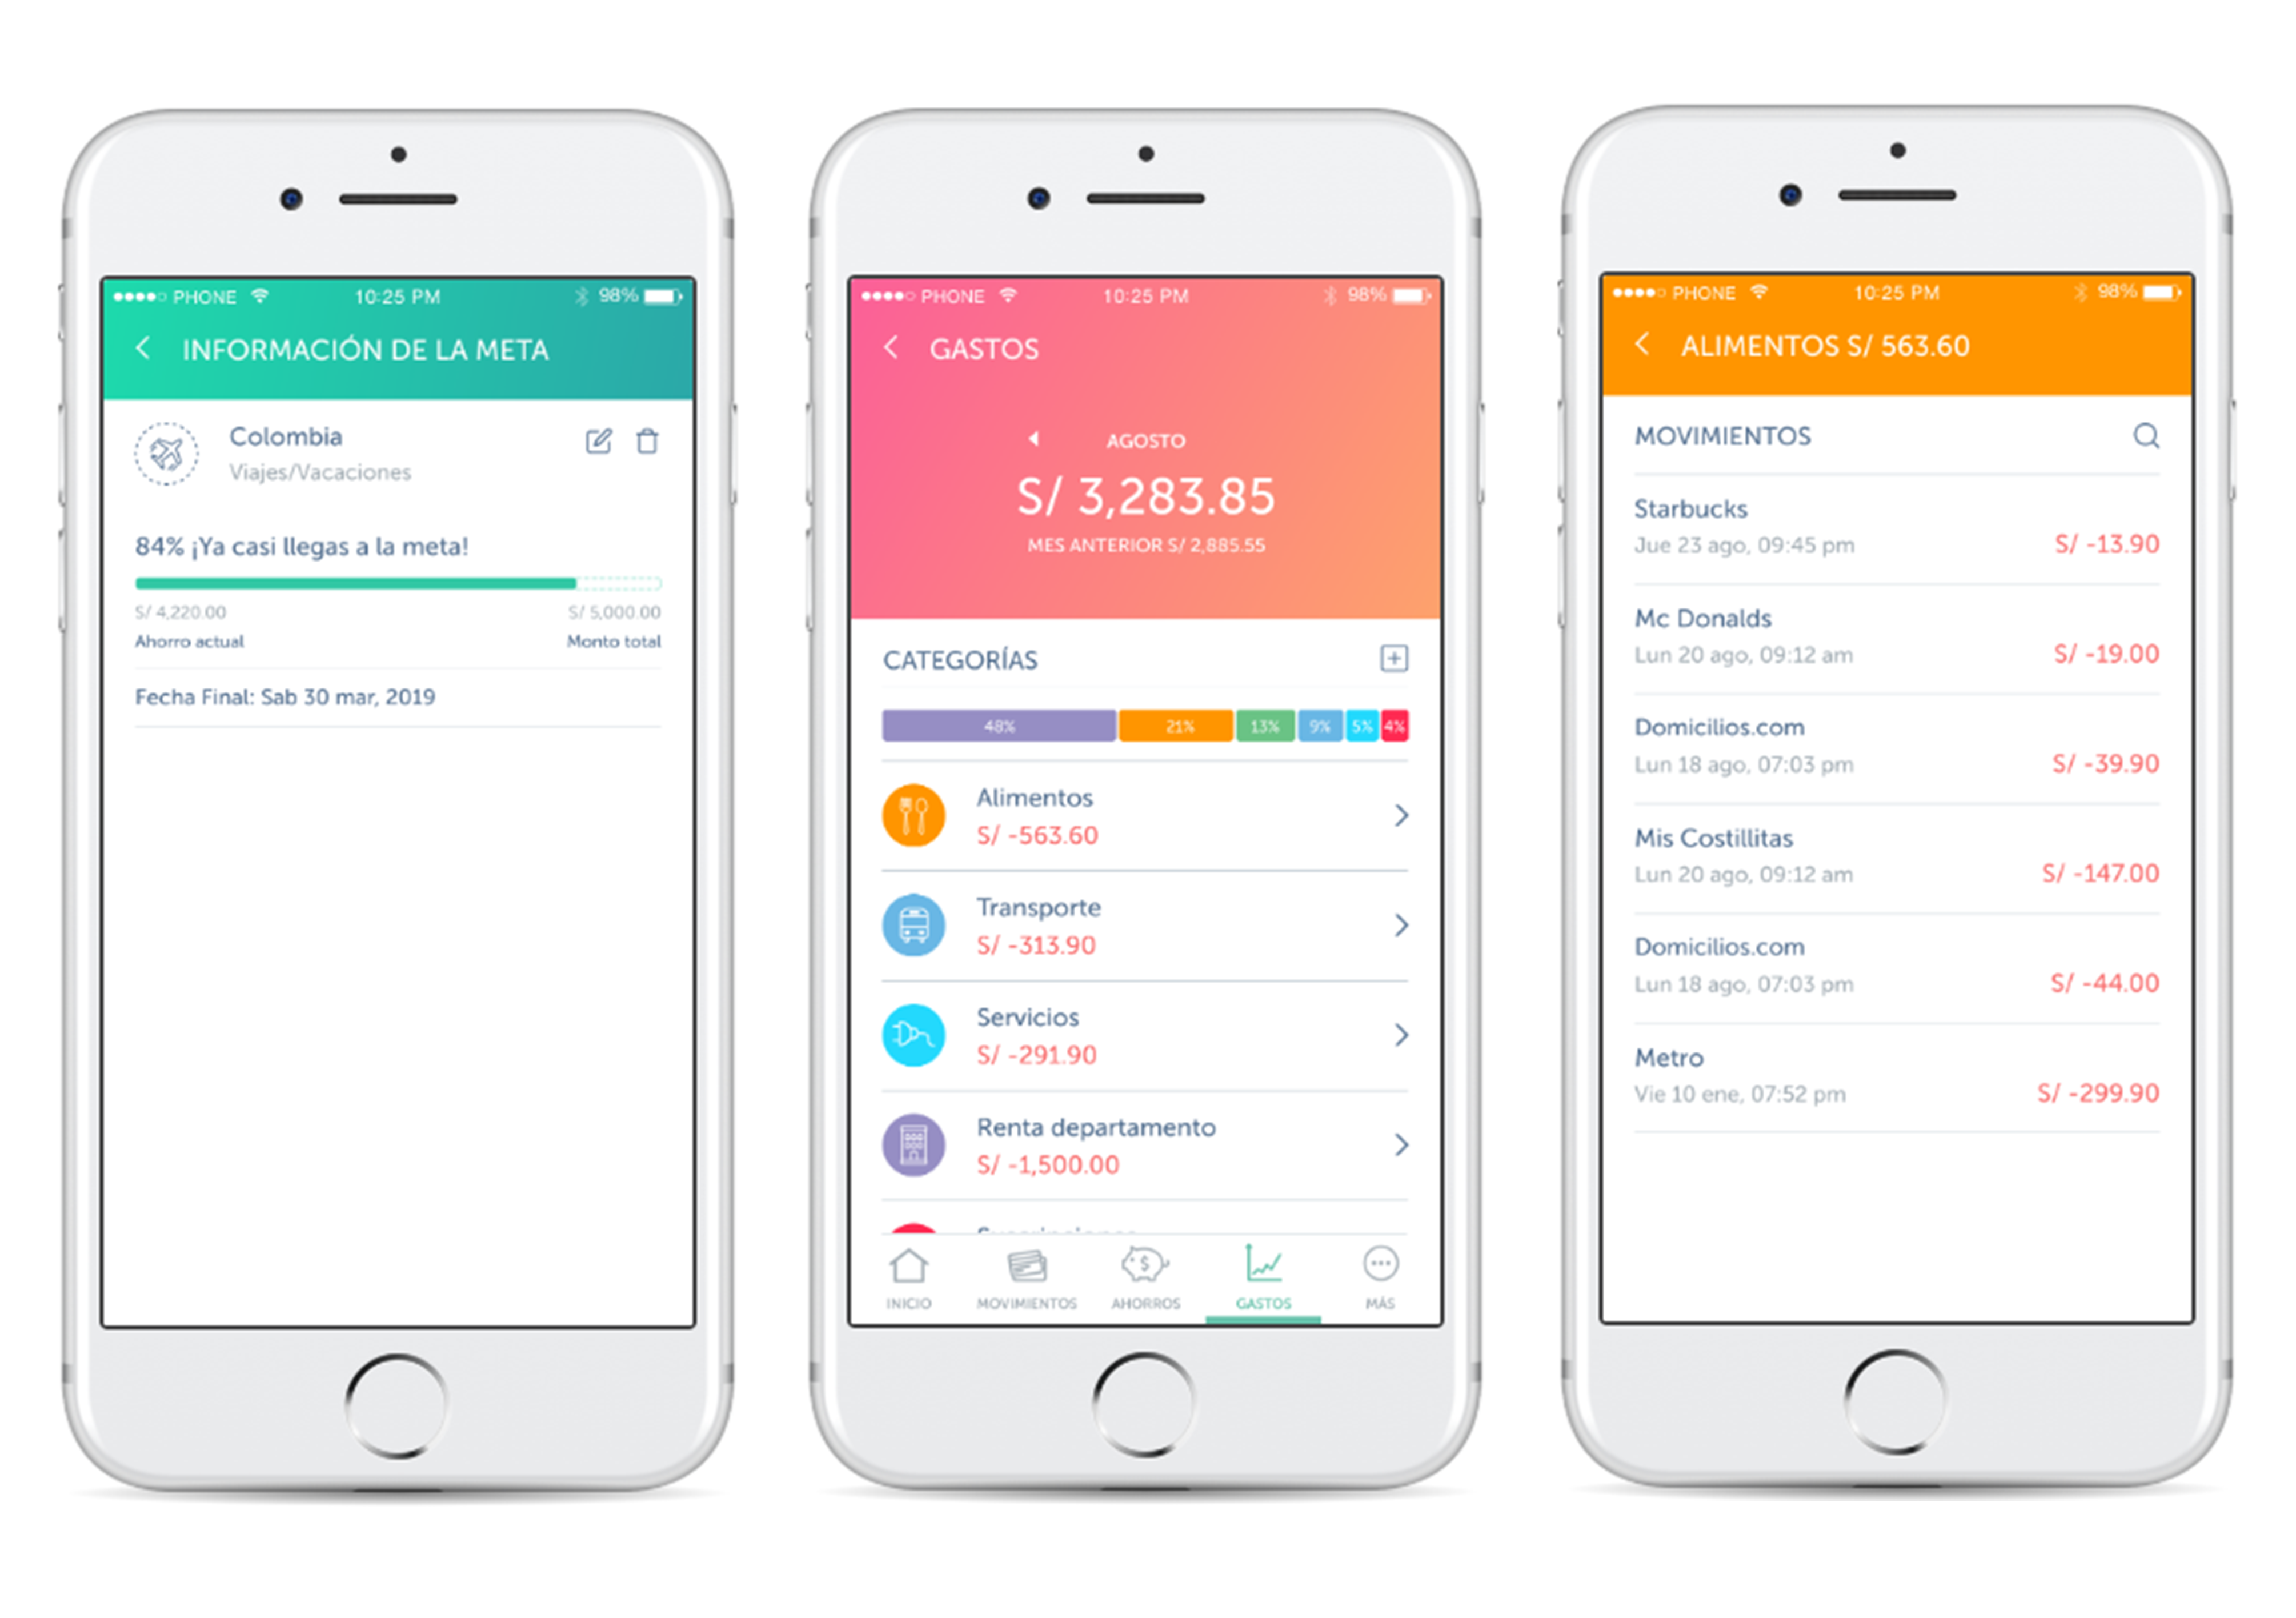 PHONE 10:25 PM 98%
INFORMACIÓN DE LA META
Colombia
Viajes/Vacaciones
84% ¡Ya casi llegas a la meta!
S/ 4,220.00 S/ 5,000.00
Ahorro actual Monto total
Fecha Final: Sab 30 mar, 2019
PHONE 10:25 PM 98%
GASTOS
AGOSTO
S/ 3,283.85
MES ANTERIOR S/ 2,885.55
CATEGORÍAS
48% 21% 13% 9% 5% 4%
Alimentos
S/ -563.60
Transporte
S/ -313.90
Servicios
S/ -291.90
Renta departamento
S/ -1,500.00
INICIO MOVIMIENTOS AHORROS GASTOS MÁS
PHONE 10:25 PM 98%
ALIMENTOS S/ 563.60
MOVIMIENTOS
Starbucks
Jue 23 ago, 09:45 pm S/ -13.90
Mc Donalds
Lun 20 ago, 09:12 am S/ -19.00
Domicilios.com
Lun 18 ago, 07:03 pm S/ -39.90
Mis Costillitas
Lun 20 ago, 09:12 am S/ -147.00
Domicilios.com
Lun 18 ago, 07:03 pm S/ -44.00
Metro
Vie 10 ene, 07:52 pm S/ -299.90